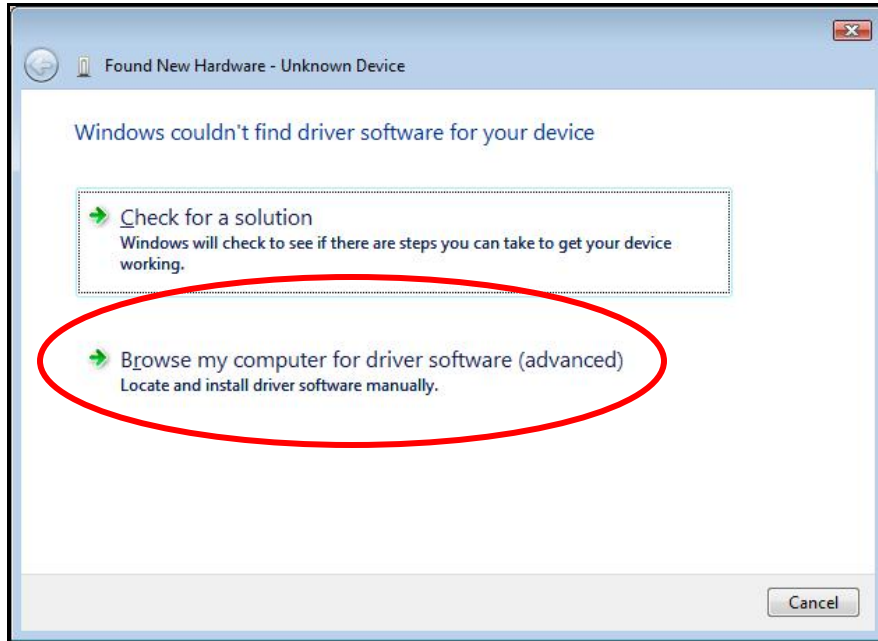 Found New Hardware - Unknown Device
Windows couldn't find driver software for your device
Check for a solution
Windows will check to see if there are steps you can take to get your device
working.
Browse my computer for driver software (advanced)
Locate and install driver software manually.
Cancel